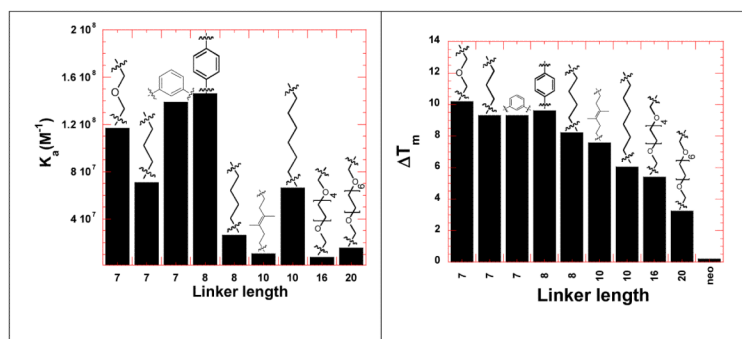 2 10⁸
1.6 10⁸
1.2 10⁸
8 10⁷
4 10⁷
Kₐ(M⁻¹)
O
O
4
O
O
6
O
7 7 7 8 8 10 10 16 20
Linker length
14
12
10
8
6
4
2
0
ΔTₘ
O
O
4
O
O
6
O
7 7 7 8 8 10 10 16 20 neo
Linker length